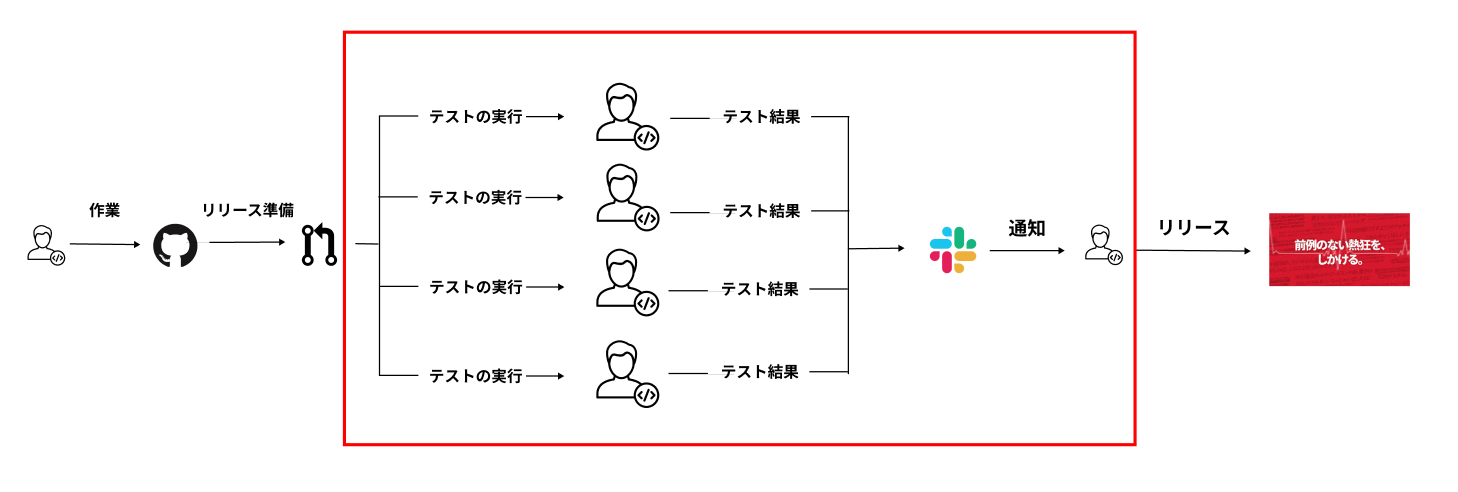 作業
リリース準備
テストの実行
テスト結果
テストの実行
テスト結果
テストの実行
テスト結果
テストの実行
テスト結果
通知
リリース
前例のない熱狂を、
しかける。